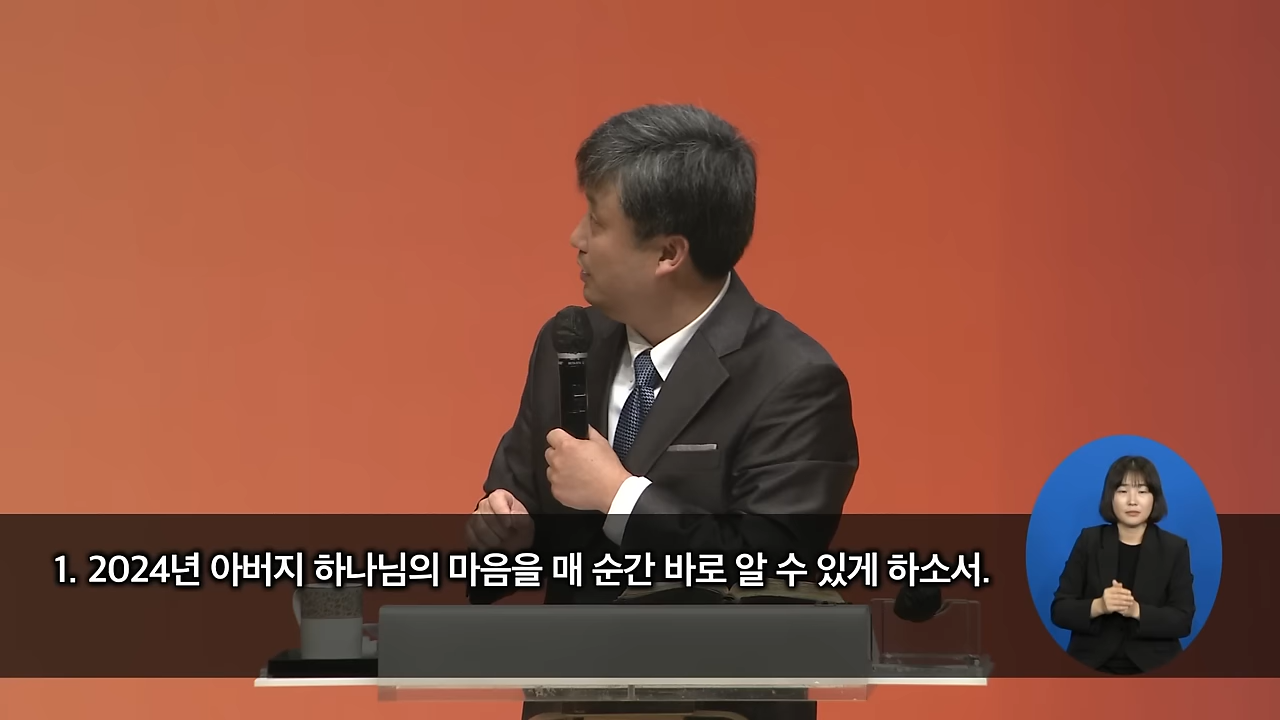 1. 2024년 아버지 하나님의 마음을 매 순간 바로 알 수 있게 하소서.